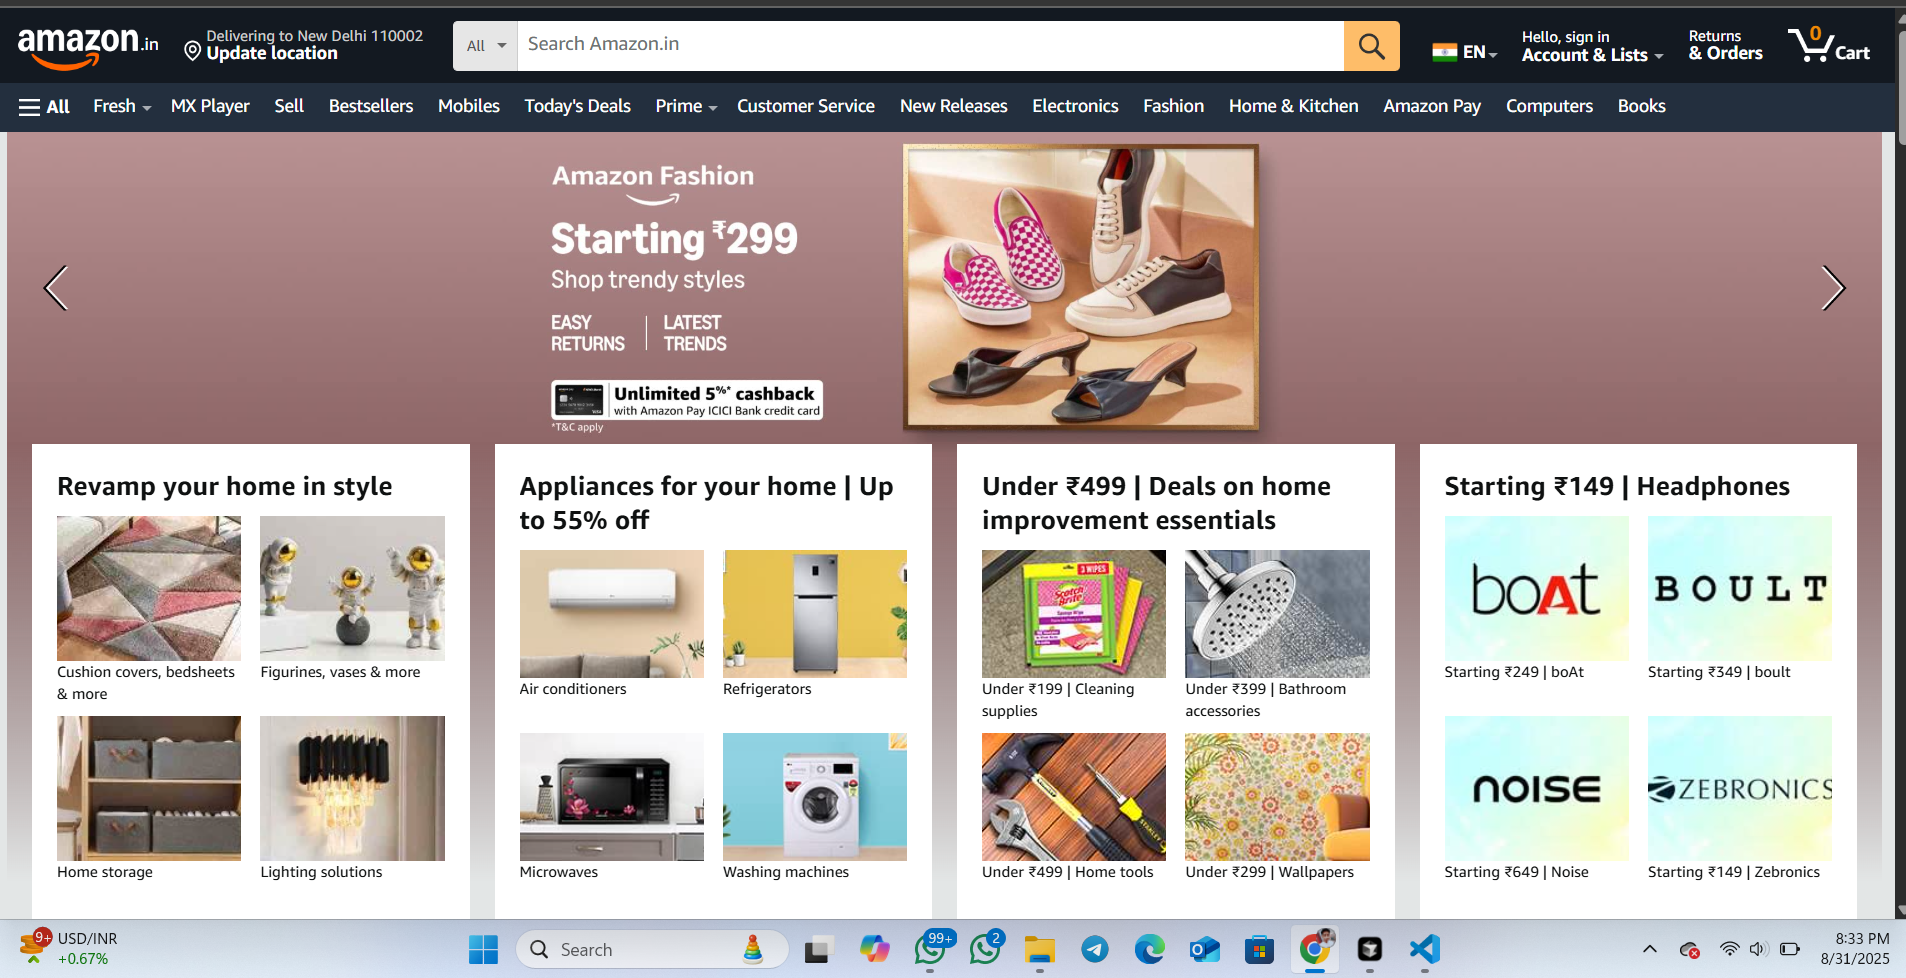 amazon.in
Delivering to New Delhi 110002
Update location
All
Search Amazon.in
EN
Hello, sign in
Account & Lists
Returns
& Orders
0
Cart
All
Fresh
MX Player
Sell
Bestsellers
Mobiles
Today's Deals
Prime
Customer Service
New Releases
Electronics
Fashion
Home & Kitchen
Amazon Pay
Computers
Books
Amazon Fashion
Starting ₹299
Shop trendy styles
EASY
RETURNS
LATEST
TRENDS
Unlimited 5%* cashback
with Amazon Pay ICICI Bank credit card
*T&C apply
Revamp your home in style
Cushion covers, bedsheets
& more
Figurines, vases & more
Home storage
Lighting solutions
Appliances for your home | Up
to 55% off
Air conditioners
Refrigerators
Microwaves
Washing machines
Under ₹499 | Deals on home
improvement essentials
3 WIPES
Scotch
Brite
Sponge Wipe
Under ₹199 | Cleaning
supplies
Under ₹399 | Bathroom
accessories
STANLEY
Under ₹499 | Home tools
Under ₹299 | Wallpapers
Starting ₹149 | Headphones
boAt
BOULT
Starting ₹249 | boAt
Starting ₹349 | boult
NOISE
ZEBRONICS
Starting ₹649 | Noise
Starting ₹149 | Zebronics
9+
USD/INR
+0.67%
Search
99+
2
8:33 PM
8/31/2025